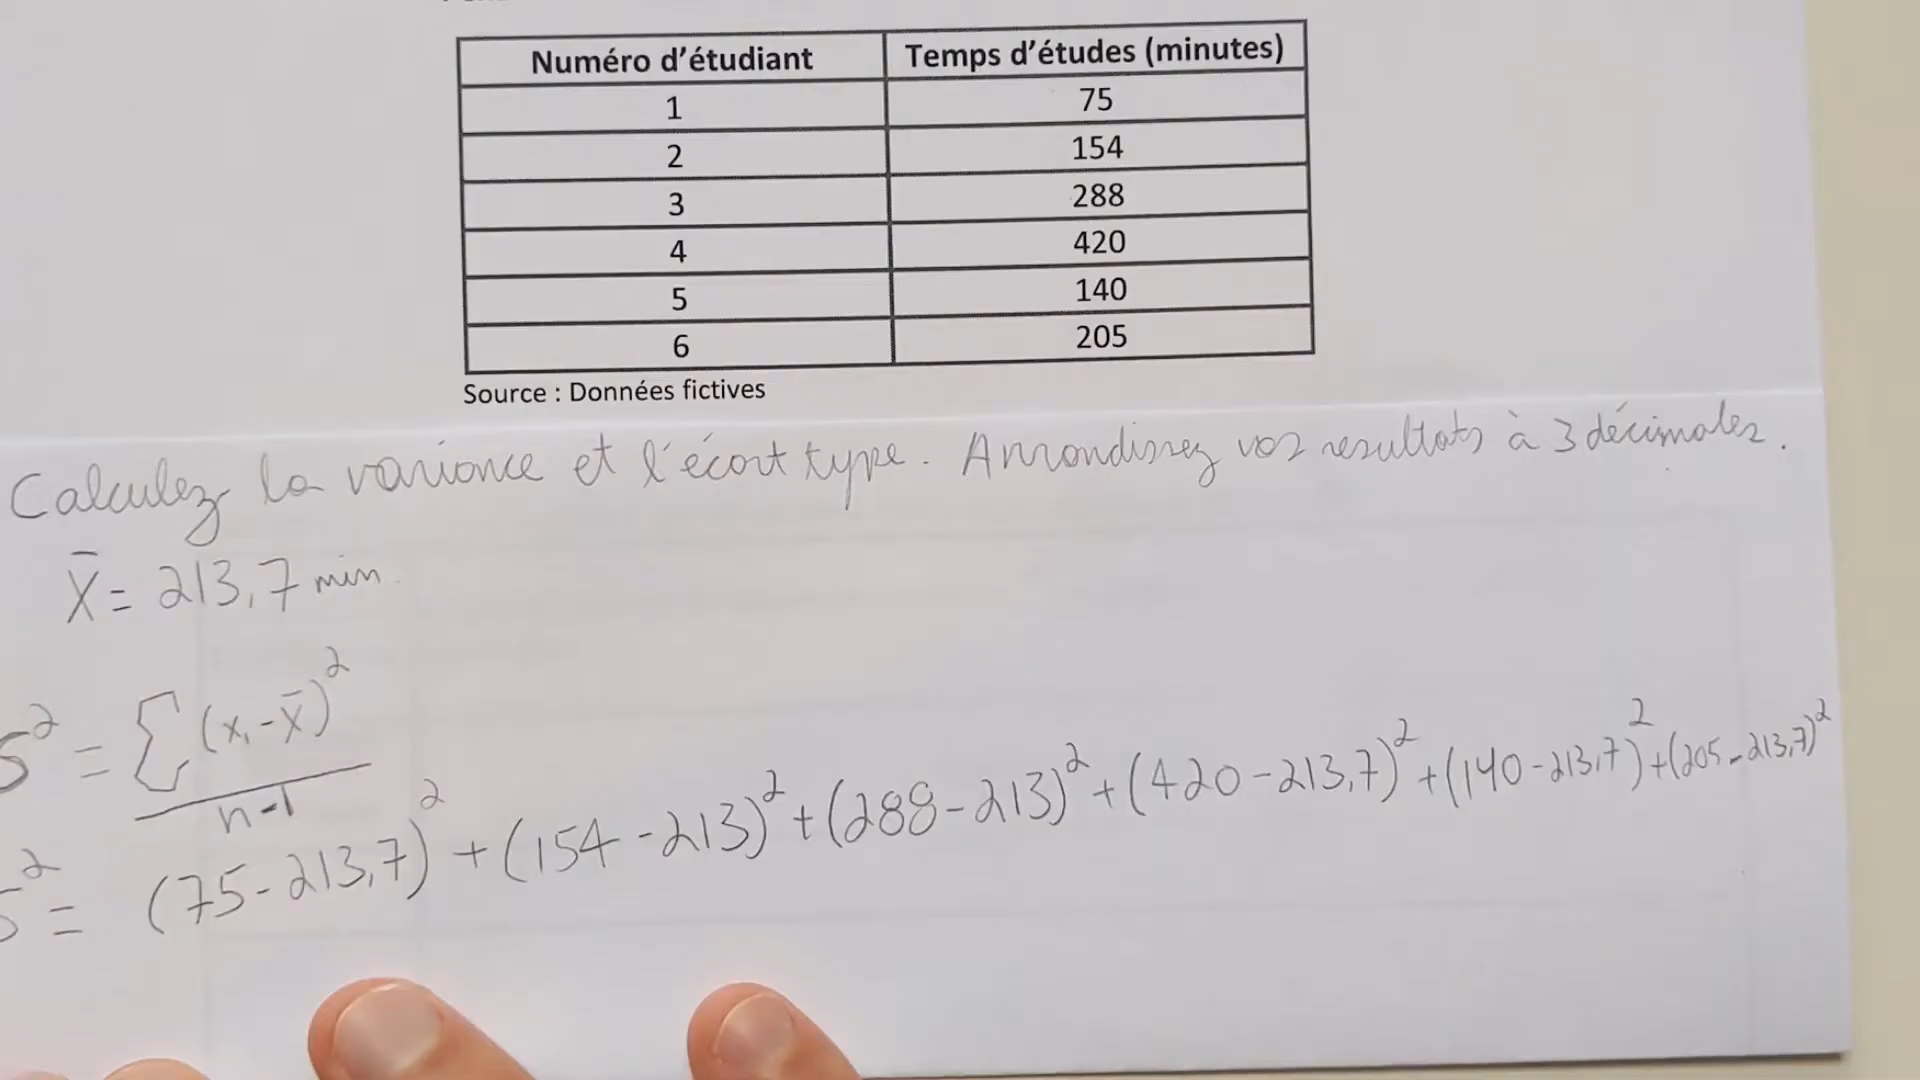 Numéro d'étudiant Temps d'études (minutes)
1 75
2 154
3 288
4 420
5 140
6 205
Source : Données fictives
Calculez la variance et l'écart type. Arrondissez vos resultats à 3 décimales.
X̄ = 213,7 min
S² = Σ(xᵢ-x̄)²
n-1
S² = (75-213,7)² + (154-213)² + (288-213)² + (420-213,7)² + (140-213,7)² + (205-213,7)²